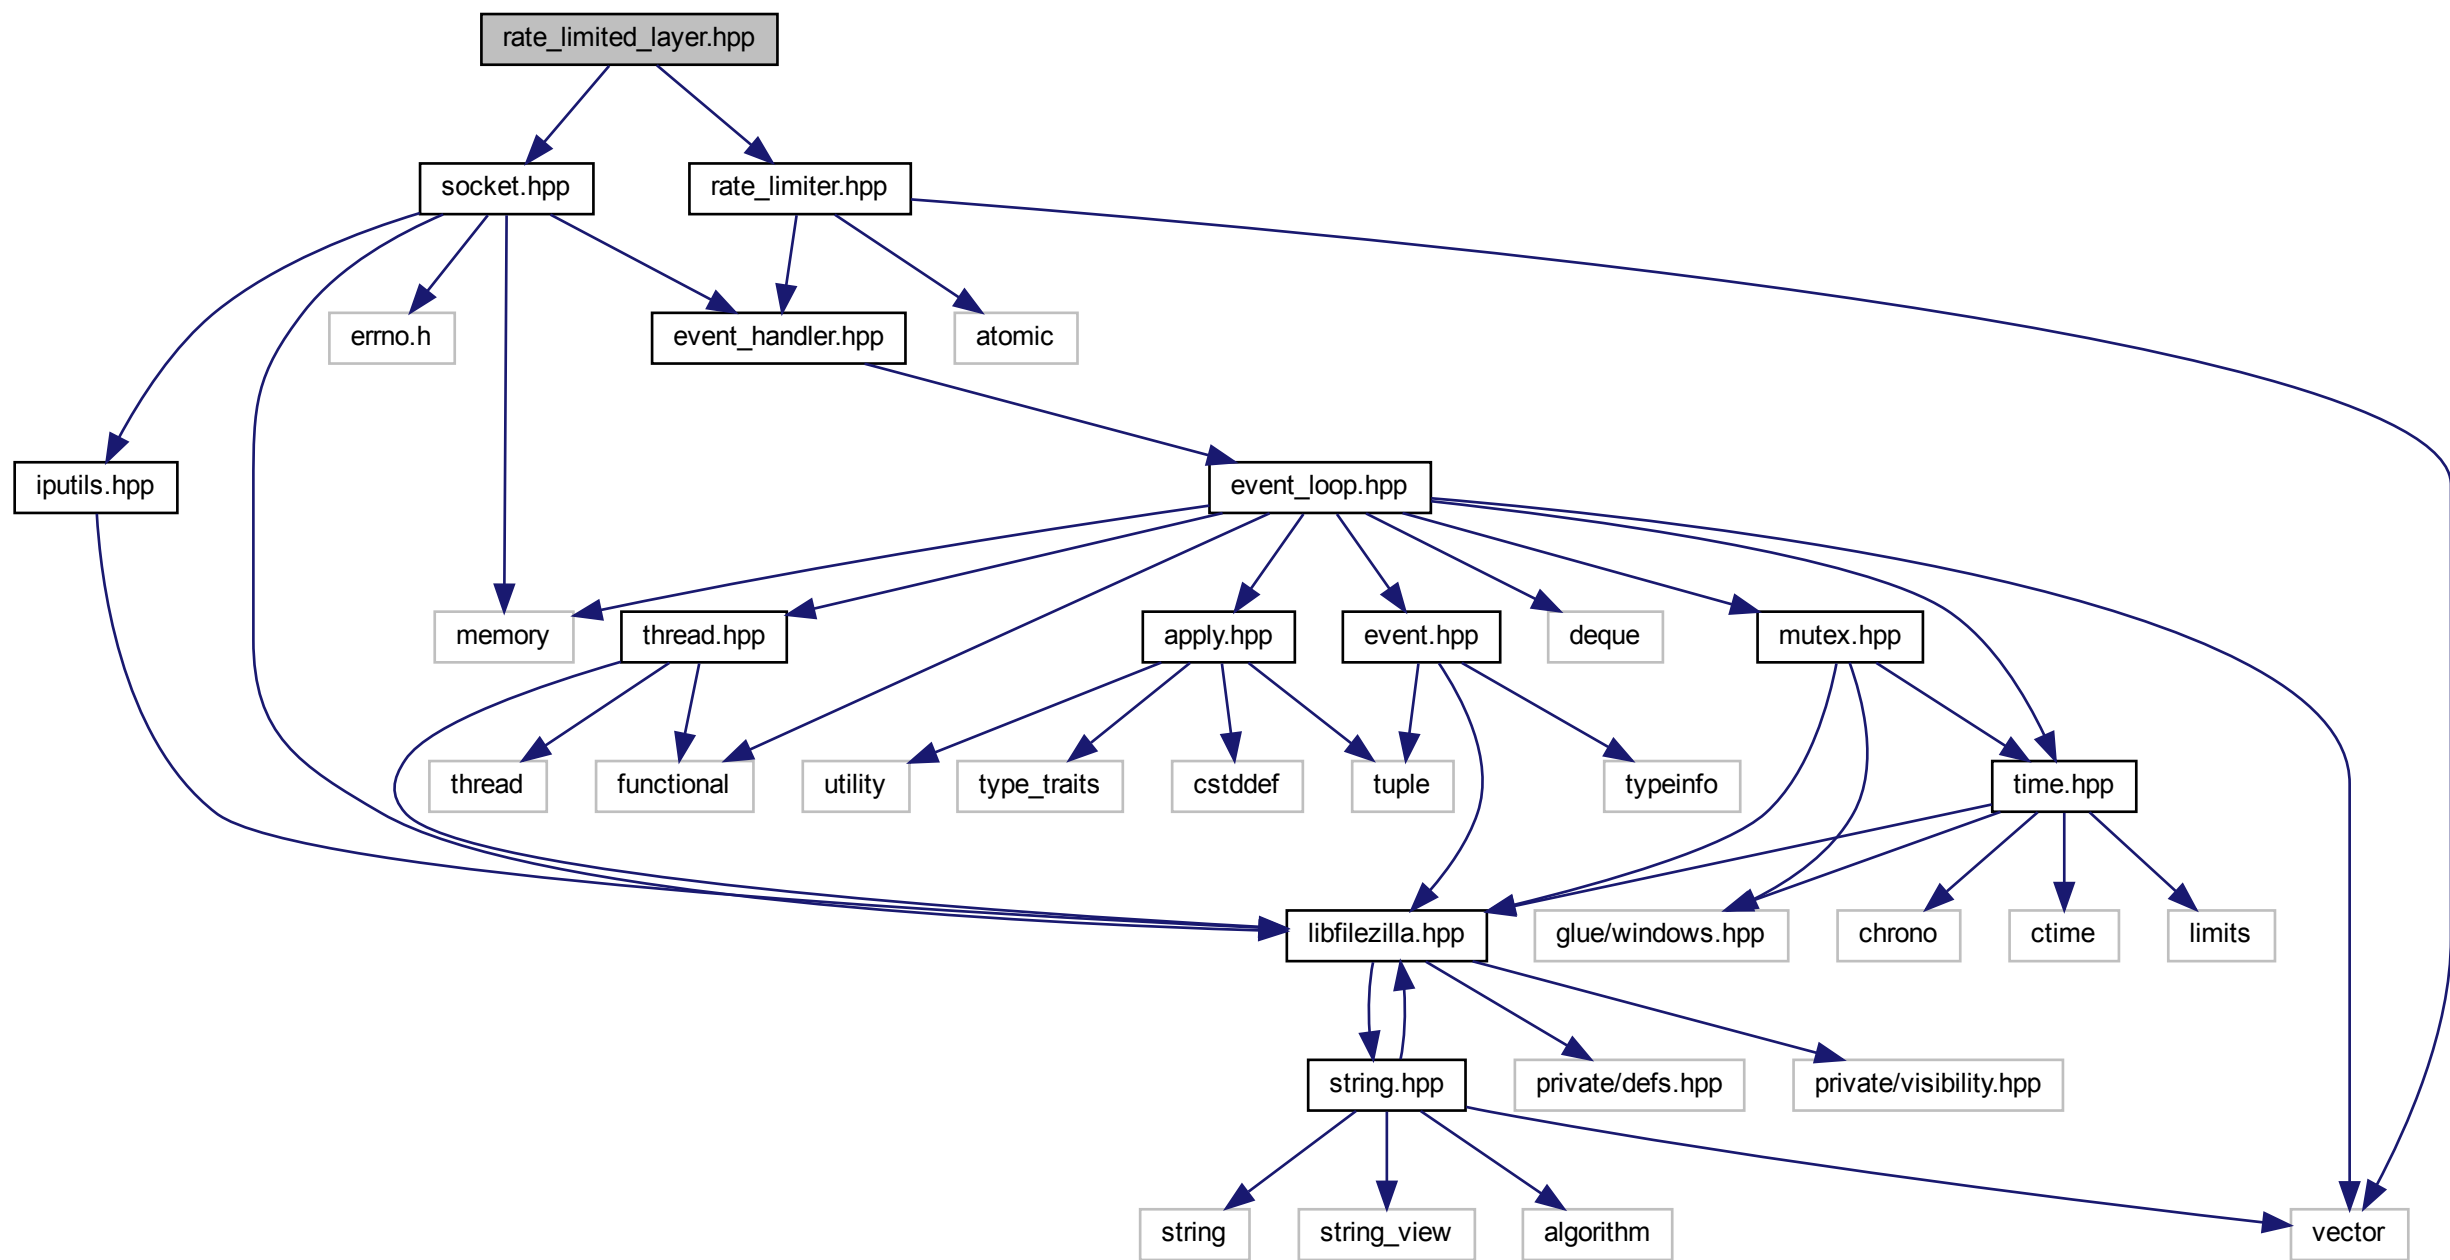 rate_limited_layer.hpp
socket.hpp
rate_limiter.hpp
errno.h
event_handler.hpp
atomic
iputils.hpp
event_loop.hpp
memory
thread.hpp
apply.hpp
event.hpp
deque
mutex.hpp
thread
functional
utility
type_traits
cstddef
tuple
typeinfo
time.hpp
libfilezilla.hpp
glue/windows.hpp
chrono
ctime
limits
string.hpp
private/defs.hpp
private/visibility.hpp
string
string_view
algorithm
vector